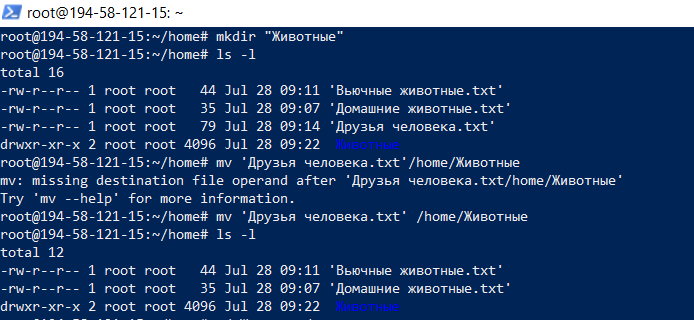 root@194-58-121-15: ~
root@194-58-121-15:~/home# mkdir "Животные"
root@194-58-121-15:~/home# ls -l
total 16
-rw-r--r-- 1 root root   44 Jul 28 09:11 'Вьючные животные.txt'
-rw-r--r-- 1 root root   35 Jul 28 09:07 'Домашние животные.txt'
-rw-r--r-- 1 root root   79 Jul 28 09:14 'Друзья человека.txt'
drwxr-xr-x 2 root root 4096 Jul 28 09:22  Животные
root@194-58-121-15:~/home# mv 'Друзья человека.txt'/home/Животные
mv: missing destination file operand after 'Друзья человека.txt/home/Животные'
Try 'mv --help' for more information.
root@194-58-121-15:~/home# mv 'Друзья человека.txt' /home/Животные
root@194-58-121-15:~/home# ls -l
total 12
-rw-r--r-- 1 root root   44 Jul 28 09:11 'Вьючные животные.txt'
-rw-r--r-- 1 root root   35 Jul 28 09:07 'Домашние животные.txt'
drwxr-xr-x 2 root root 4096 Jul 28 09:22  Животные